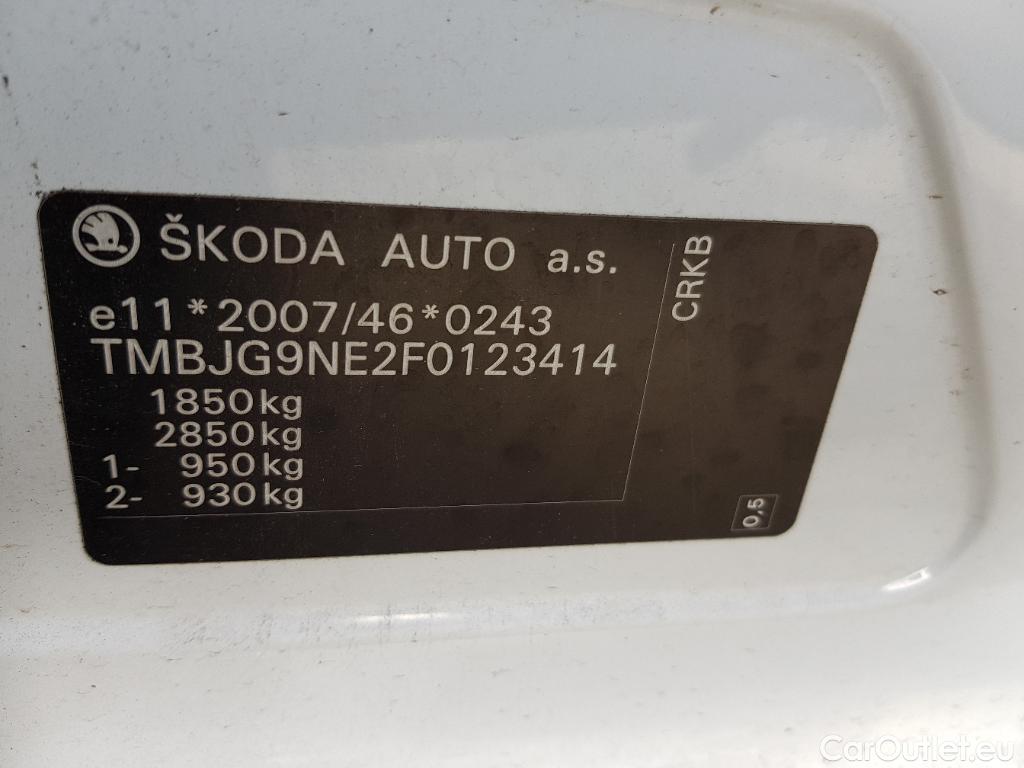 ŠKODA AUTO a.s.
e11*2007/46*0243
TMBJG9NE2F0123414
1850kg
2850kg
1- 950kg
2- 930kg
CRKB
0,5
CarOutlet.eu